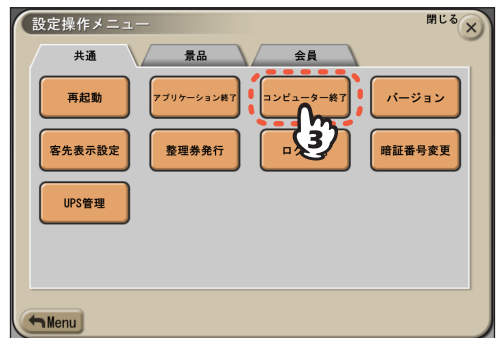 設定操作メニュー
閉じる
共通 景品 会員
再起動 アプリケーション終了 コンピューター終了 バージョン
3
客先表示設定 整理券発行 暗証番号変更
UPS管理
Menu